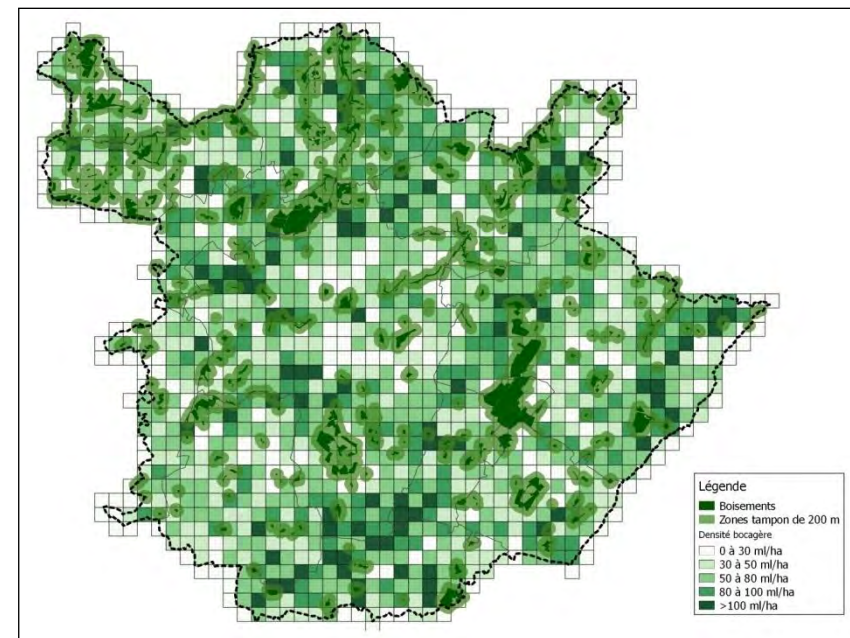 Légende
Boisements
Zones tampon de 200 m
Densité bocagère
0 à 30 ml/ha
30 à 50 ml/ha
50 à 80 ml/ha
80 à 100 ml/ha
>100 ml/ha